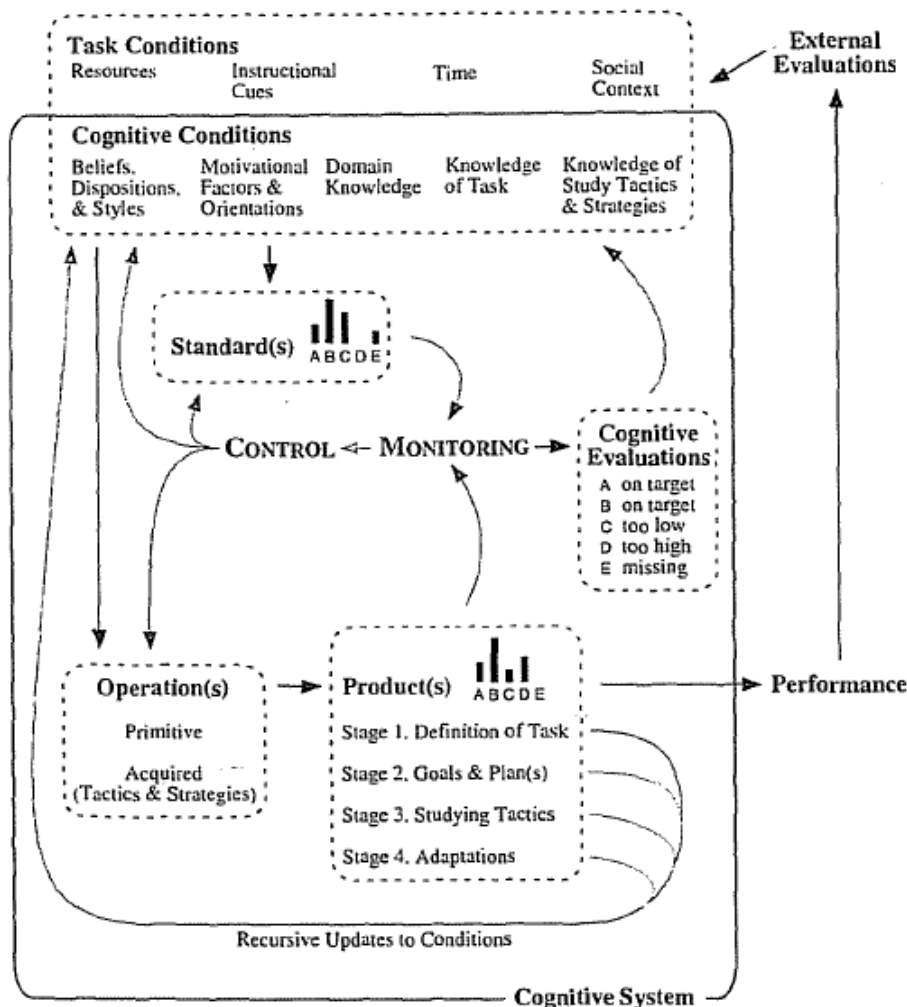 Task Conditions
External
Evaluations
Resources
Instructional
Cues
Time
Social
Context
Cognitive Conditions
Beliefs,
Dispositions,
& Styles
Motivational
Factors &
Orientations
Domain
Knowledge
Knowledge
of Task
Knowledge of
Study Tactics
& Strategies
Standard(s)
A B C D E
CONTROL
MONITORING
Cognitive
Evaluations
A on target
B on target
C too low
D too high
E missing
Operation(s)
Primitive
Acquired
(Tactics & Strategies)
Product(s)
A B C D E
Stage 1. Definition of Task
Stage 2. Goals & Plan(s)
Stage 3. Studying Tactics
Stage 4. Adaptations
Performance
Recursive Updates to Conditions
Cognitive System